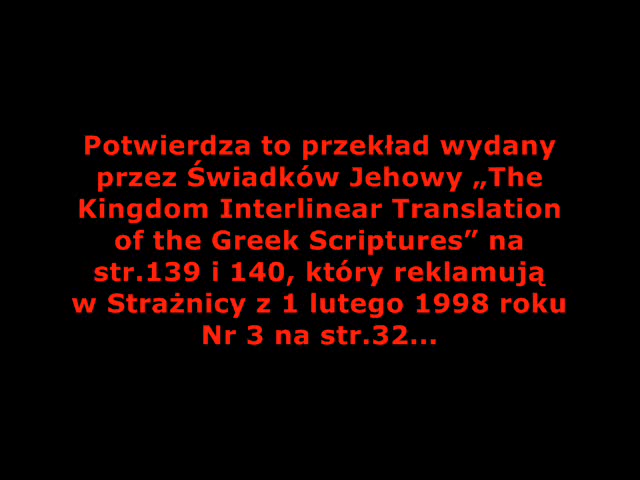 Potwierdza to przekład wydany
przez Świadków Jehowy „The
Kingdom Interlinear Translation
of the Greek Scriptures” na
str.139 i 140, który reklamują
w Strażnicy z 1 lutego 1998 roku
Nr 3 na str.32...